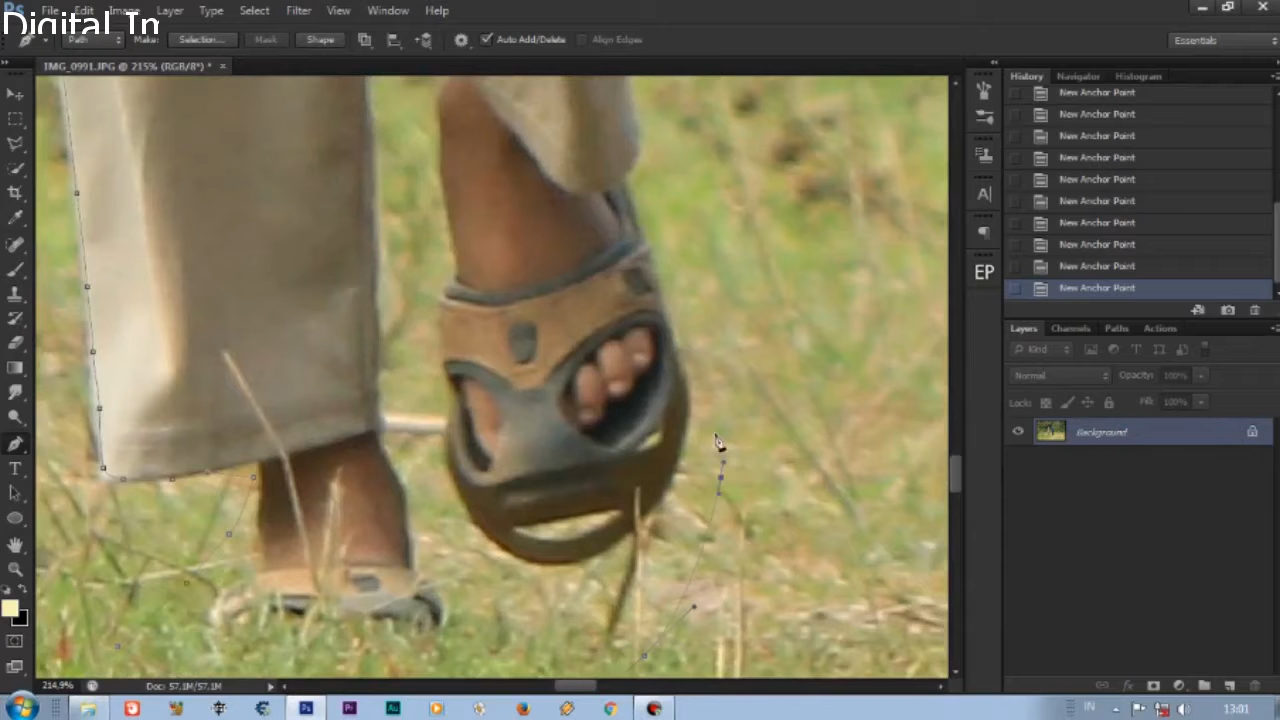 Ps File Edit Image Layer Type Select Filter View Window Help
Digital Im
Path Make: Selection... Mask Shape Auto Add/Delete Align Edges Essentials
IMG_0991.JPG @ 215% (RGB/8*) * ×
History Navigator Histogram
New Anchor Point
New Anchor Point
New Anchor Point
New Anchor Point
New Anchor Point
New Anchor Point
New Anchor Point
New Anchor Point
New Anchor Point
New Anchor Point
EP
Layers Channels Paths Actions
Kind
Normal Opacity: 100%
Lock: Fill: 100%
Background
214,9% Doc: 57,1M/57,1M
IN 13:01